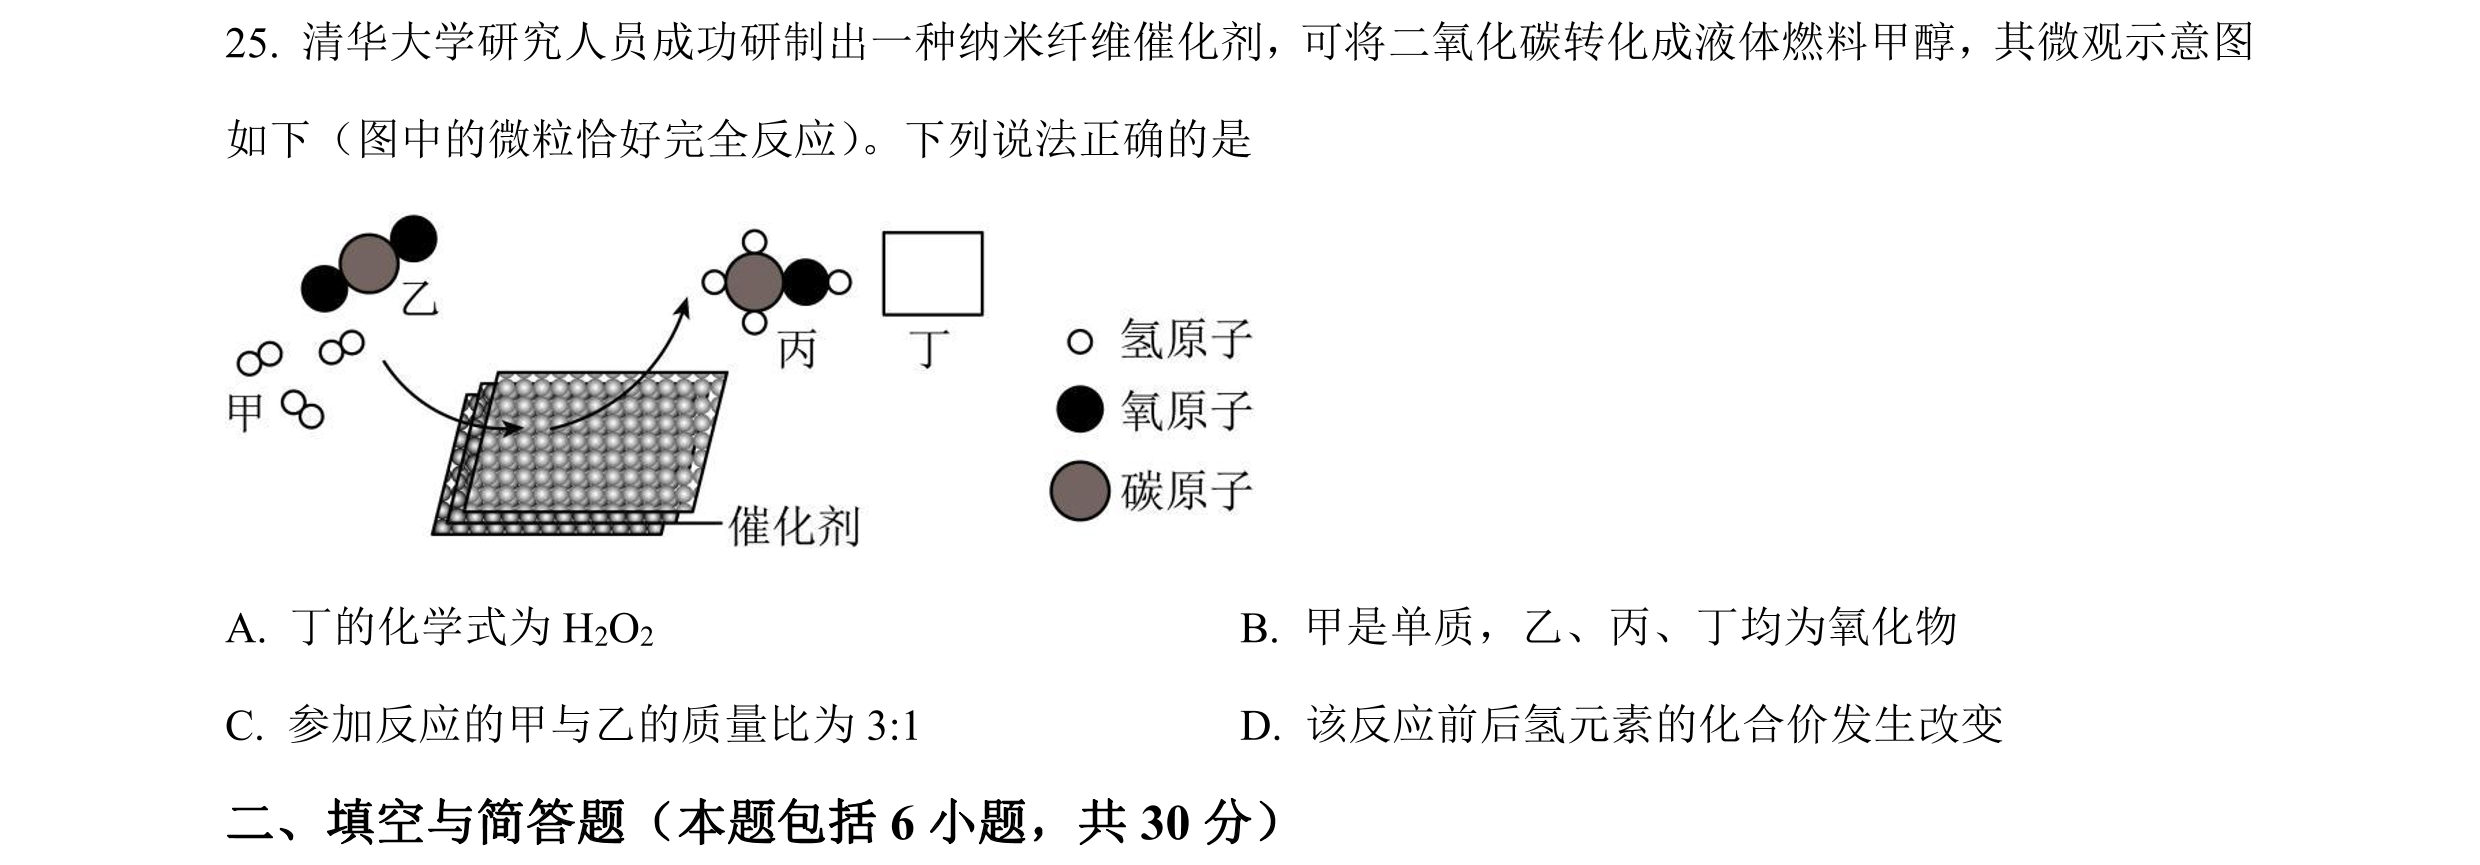 25. 清华大学研究人员成功研制出一种纳米纤维催化剂，可将二氧化碳转化成液体燃料甲醇，其微观示意图
如下（图中的微粒恰好完全反应）。下列说法正确的是
乙
甲
丙
丁
催化剂
氢原子
氧原子
碳原子
A. 丁的化学式为 H₂O₂
B. 甲是单质，乙、丙、丁均为氧化物
C. 参加反应的甲与乙的质量比为 3:1
D. 该反应前后氢元素的化合价发生改变
二、填空与简答题（本题包括 6 小题，共 30 分）